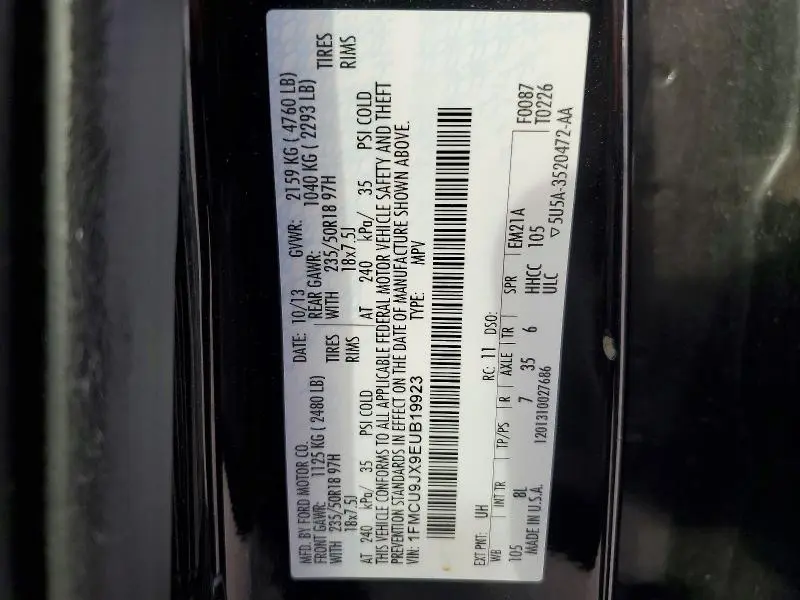 MFD. BY FORD MOTOR CO. DATE: 10/13 GVWR: 2159 KG ( 4760 LB)
FRONT GAWR: 1125 KG ( 2480 LB) REAR GAWR: 1040 KG ( 2293 LB)
WITH 235/50R18 97H TIRES WITH 235/50R18 97H TIRES
18x7.5J RIMS 18x7.5J RIMS
AT 240 kPa/ 35 PSI COLD AT 240 kPa/ 35 PSI COLD
THIS VEHICLE CONFORMS TO ALL APPLICABLE FEDERAL MOTOR VEHICLE SAFETY AND THEFT
PREVENTION STANDARDS IN EFFECT ON THE DATE OF MANUFACTURE SHOWN ABOVE.
VIN: 1FMCU9JX9EUB19923 TYPE: MPV
EXT PNT: UH RC: 11 DSO: F0087
WB INT TR TP/PS R AXLE TR SPR EM21A T0226
105 8L 7 35 6 HHCC 105
MADE IN U.S.A. 1201310027686 ULC ▽5U5A-3520472-AA